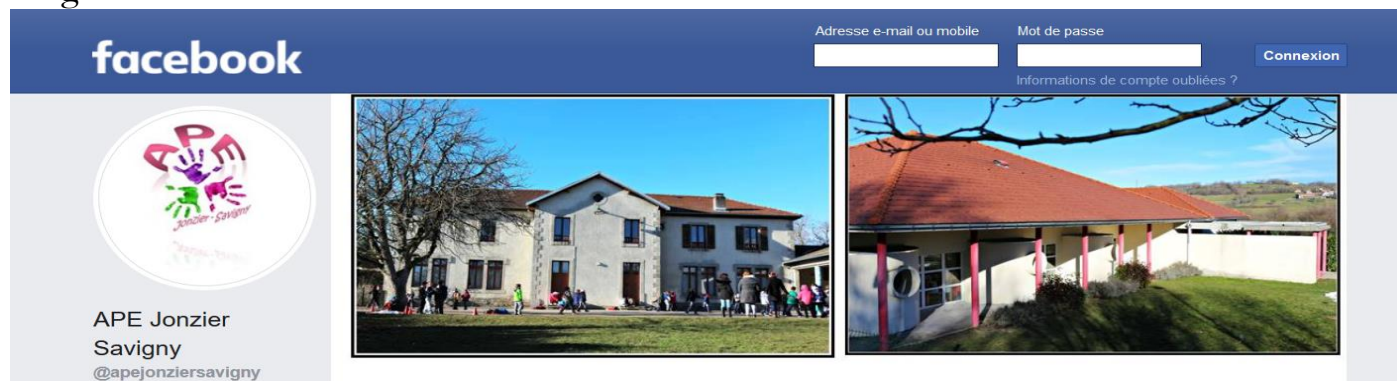 facebook
Adresse e-mail ou mobile
Mot de passe
Connexion
Informations de compte oubliées ?
APE
Jonzier - Savigny
APE Jonzier
Savigny
@apejonziersavigny